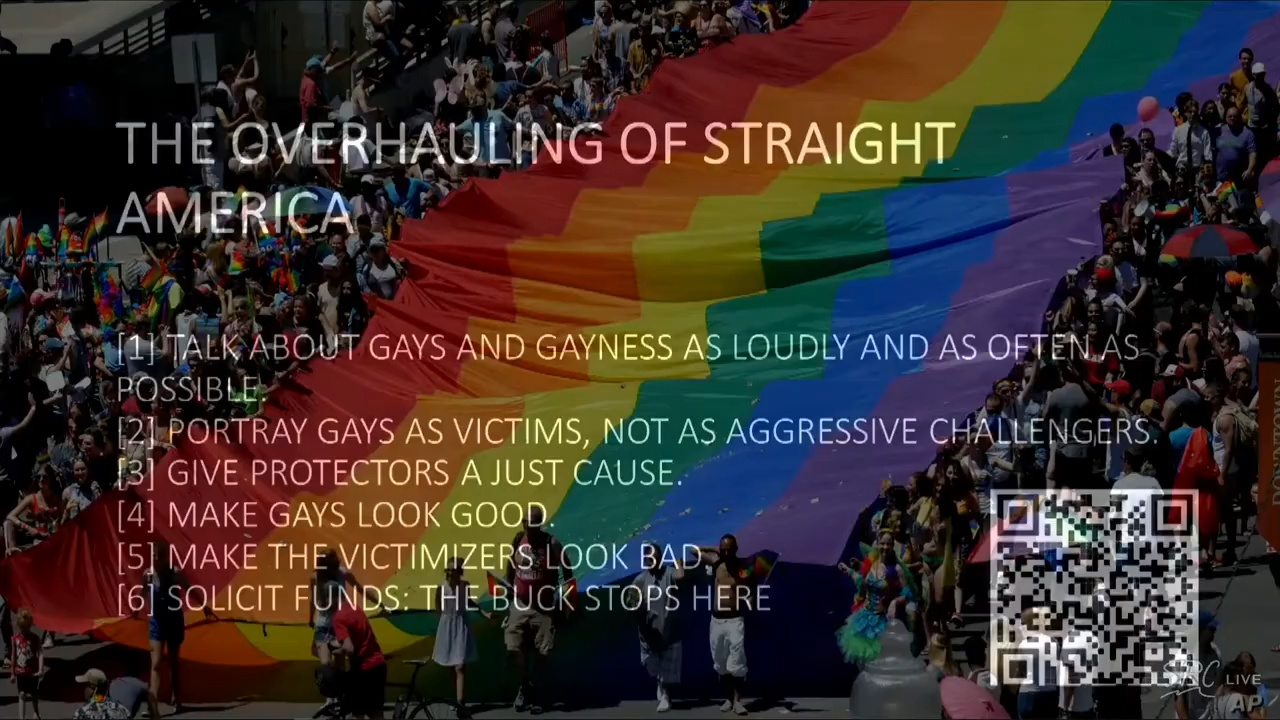 THE OVERHAULING OF STRAIGHT
AMERICA
[1] TALK ABOUT GAYS AND GAYNESS AS LOUDLY AND AS OFTEN AS
POSSIBLE.
[2] PORTRAY GAYS AS VICTIMS, NOT AS AGGRESSIVE CHALLENGERS.
[3] GIVE PROTECTORS A JUST CAUSE.
[4] MAKE GAYS LOOK GOOD.
[5] MAKE THE VICTIMIZERS LOOK BAD.
[6] SOLICIT FUNDS: THE BUCK STOPS HERE
LIVE
AP